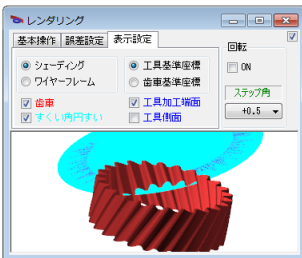 レンダリング
基本操作 誤差設定 表示設定
回転
シェーディング 工具基準座標
ON
ワイヤーフレーム 歯車基準座標
ステップ角
歯車 工具加工端面
+0.5
すくい角円すい 工具側面